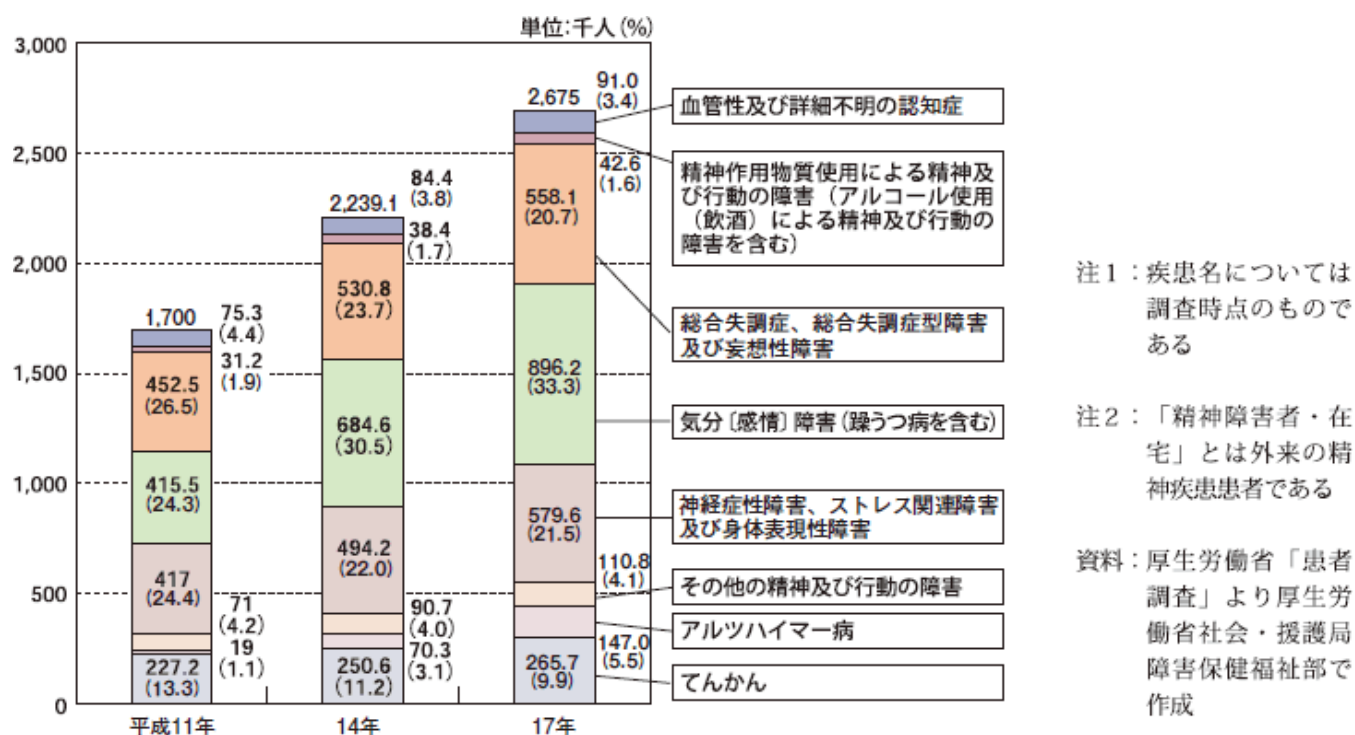 単位:千人(%)
3,000
2,500
2,000
1,500
1,000
500
0
1,700
75.3
(4.4)
31.2
(1.9)
452.5
(26.5)
415.5
(24.3)
417
(24.4)
71
(4.2)
19
(1.1)
227.2
(13.3)
平成11年
2,239.1
84.4
(3.8)
38.4
(1.7)
530.8
(23.7)
684.6
(30.5)
494.2
(22.0)
90.7
(4.0)
70.3
(3.1)
250.6
(11.2)
14年
2,675
91.0
(3.4)
42.6
(1.6)
558.1
(20.7)
896.2
(33.3)
579.6
(21.5)
110.8
(4.1)
147.0
(5.5)
265.7
(9.9)
17年
血管性及び詳細不明の認知症
精神作用物質使用による精神及
び行動の障害（アルコール使用
（飲酒）による精神及び行動の
障害を含む）
総合失調症、総合失調症型障害
及び妄想性障害
気分〔感情〕障害（躁うつ病を含む）
神経症性障害、ストレス関連障害
及び身体表現性障害
その他の精神及び行動の障害
アルツハイマー病
てんかん
注１：疾患名については
調査時点のもので
ある
注２：「精神障害者・在
宅」とは外来の精
神疾患患者である
資料：厚生労働省「患者
調査」より厚生労
働省社会・援護局
障害保健福祉部で
作成